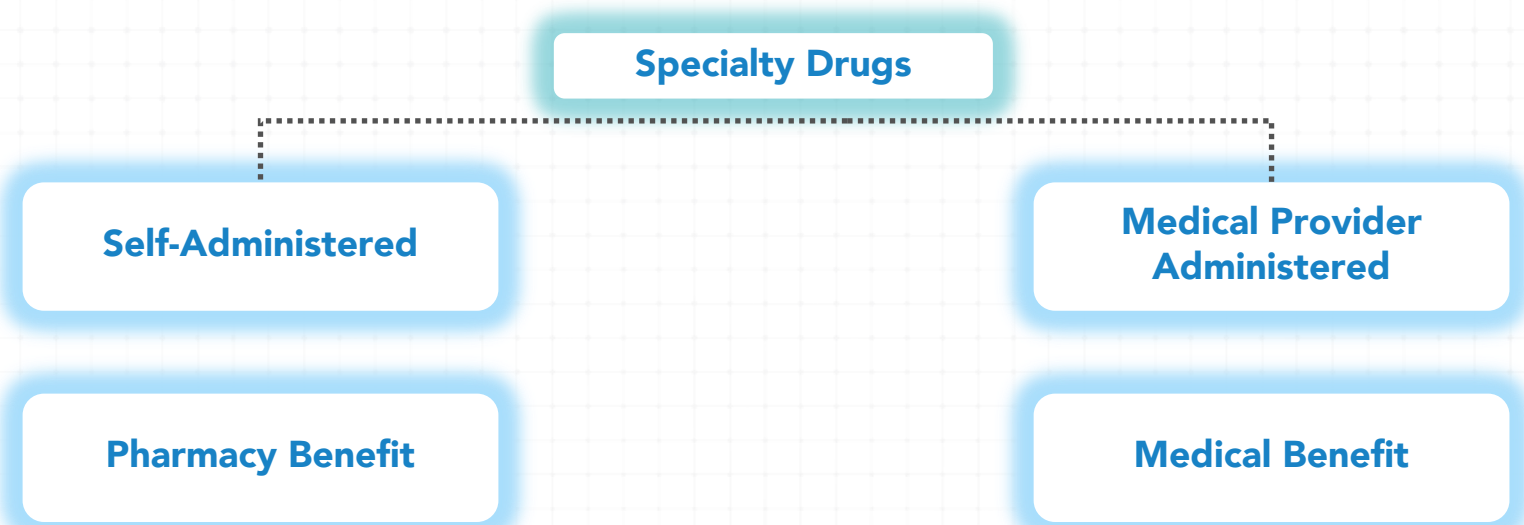 Specialty Drugs
Self-Administered
Medical Provider
Administered
Pharmacy Benefit
Medical Benefit